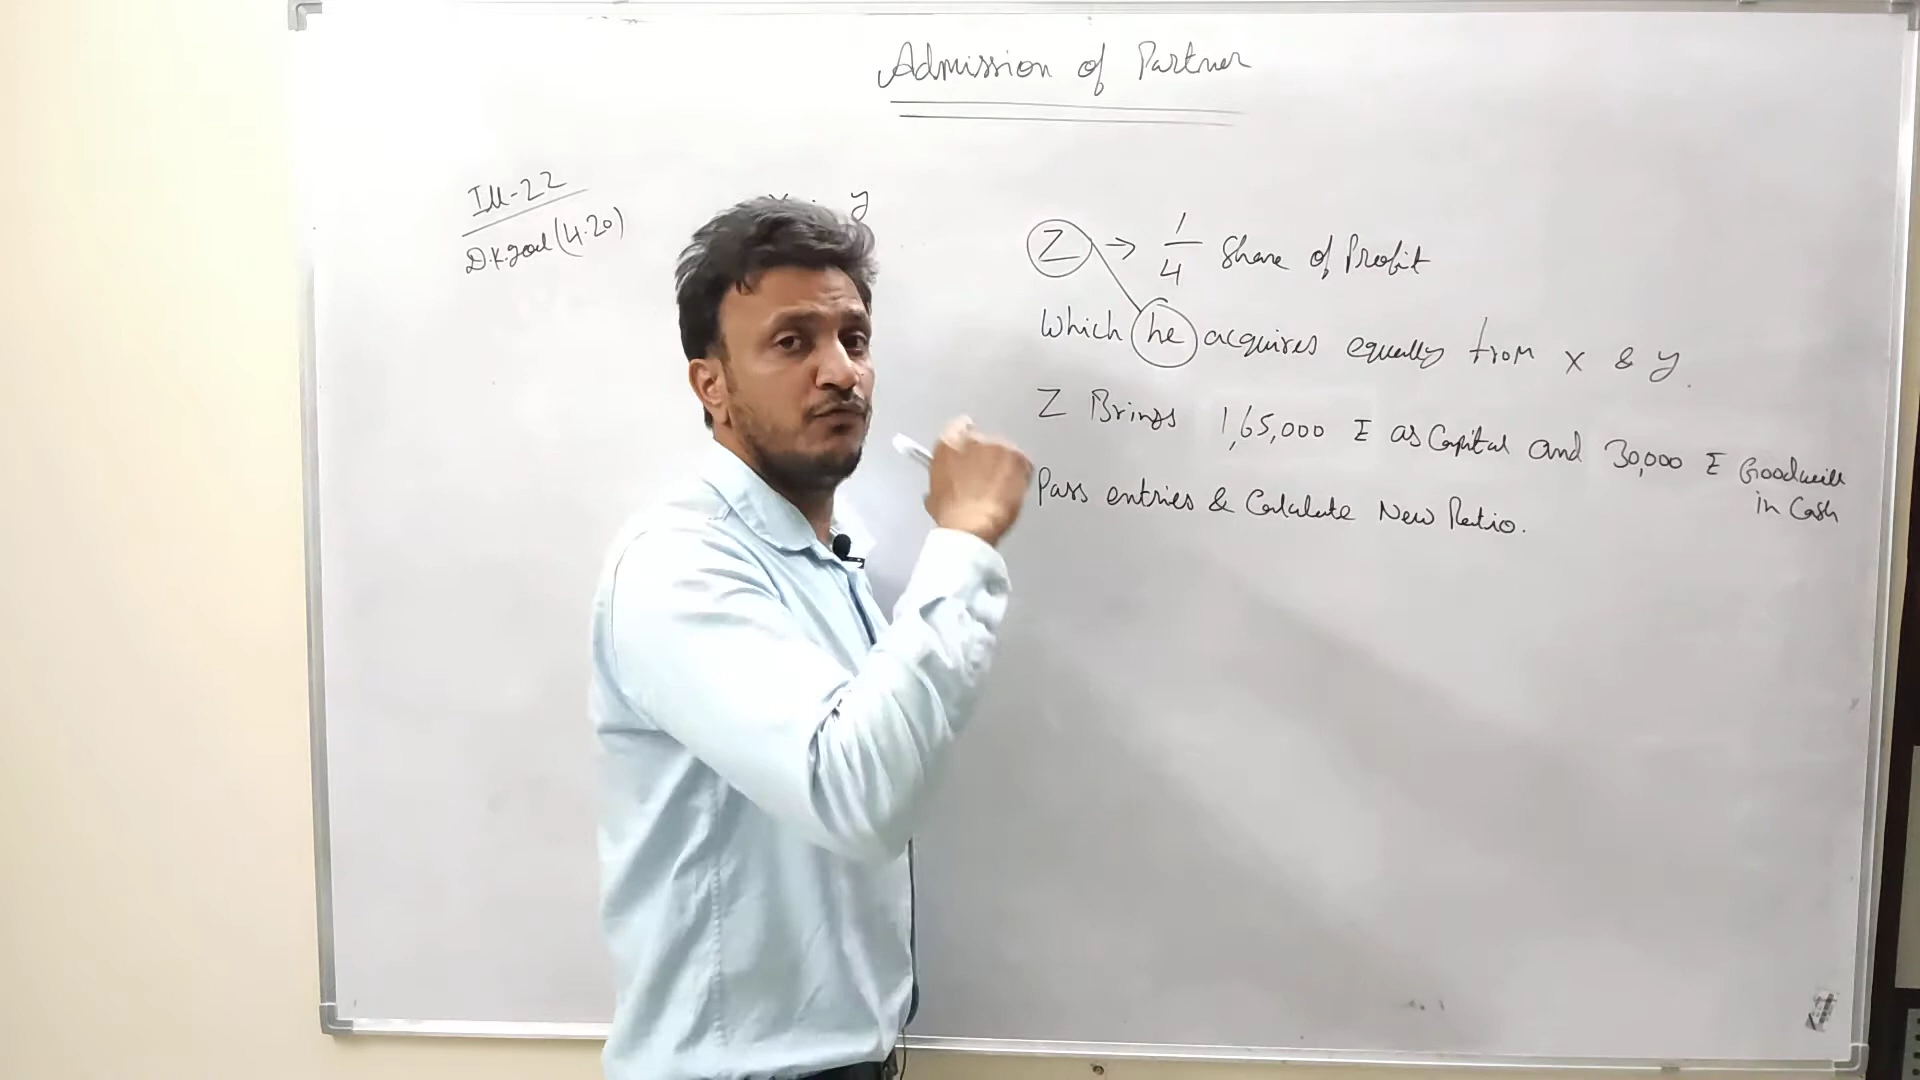 Admission of Partner
Ill-22
D.K.goel (4.20)
X : y
Z → 1/4 Share of Profit
Which he acquires equally from x & y.
Z Brings 1,65,000 ₹ as Capital and 30,000 ₹ Goodwill
in Cash
Pass entries & Calculate New Ratio.